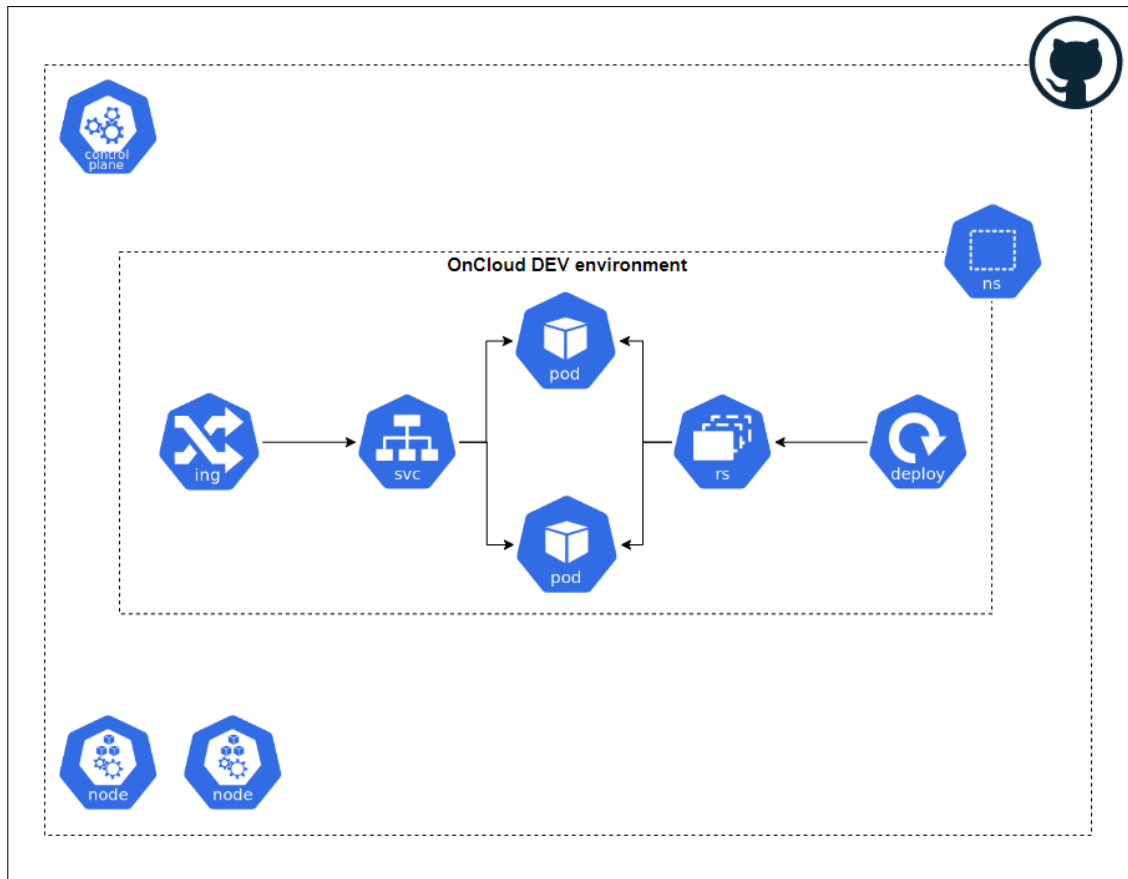 control
plane
ns
OnCloud DEV environment
pod
ing
svc
rs
deploy
pod
node
node